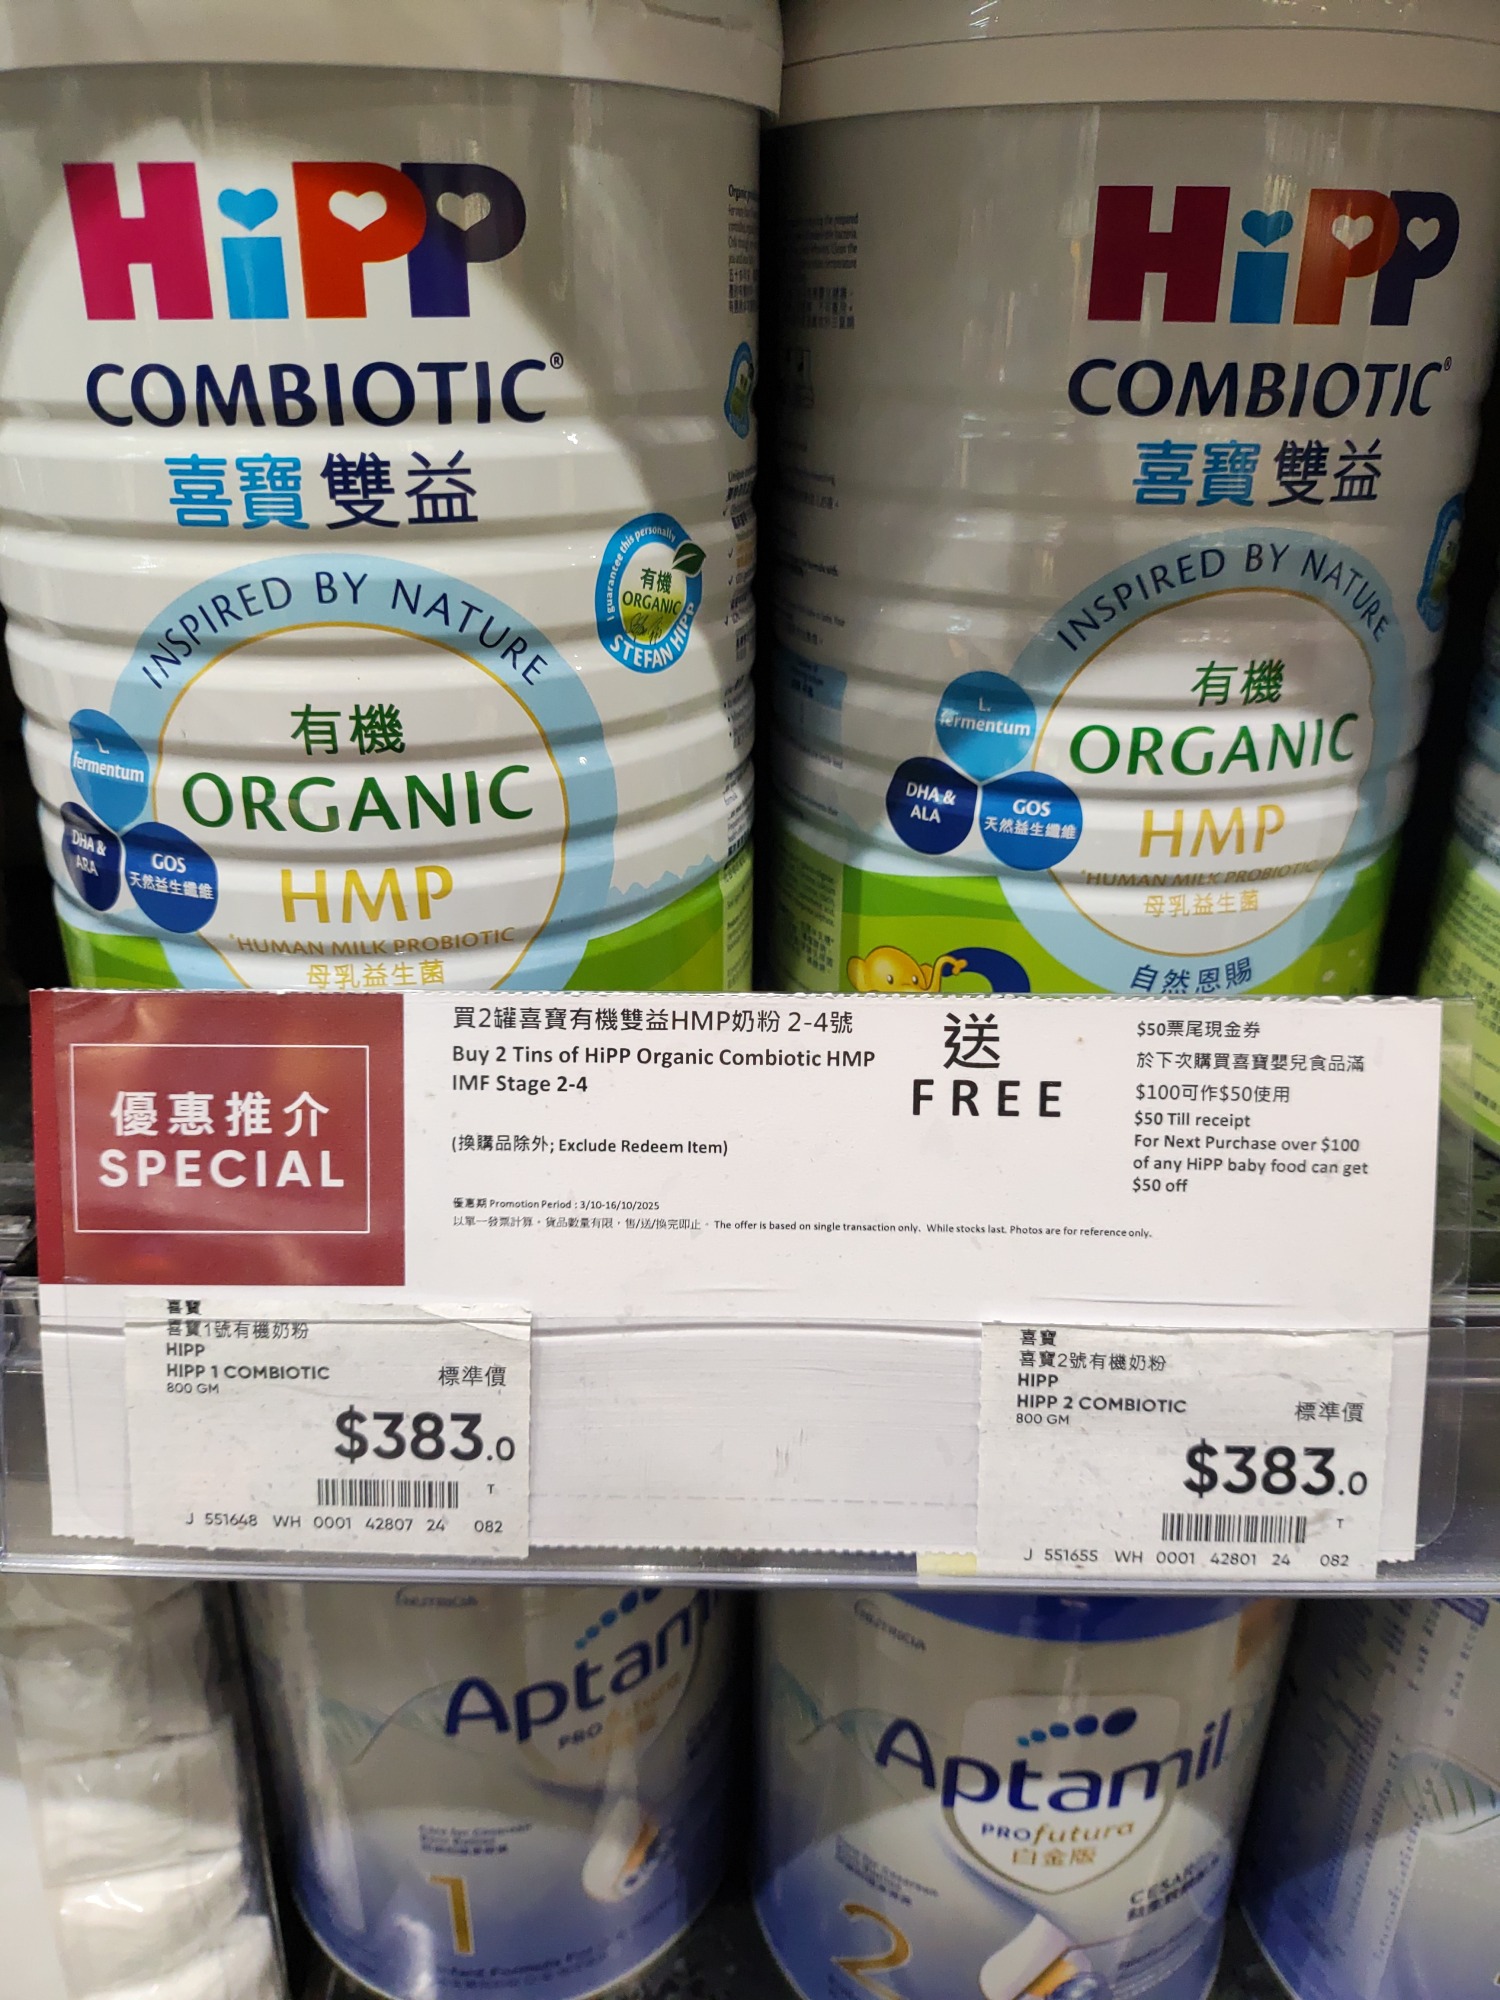 HiPP
COMBIOTIC®
喜寶雙益
INSPIRED BY NATURE
有機
ORGANIC
HMP
*HUMAN MILK PROBIOTIC
母乳益生菌
L.
fermentum
DHA &
ARA
GOS
天然益生纖維
I guarantee this personally
有機
ORGANIC
STEFAN HIPP
HiPP
COMBIOTIC®
喜寶雙益
INSPIRED BY NATURE
有機
ORGANIC
HMP
*HUMAN MILK PROBIOTIC
母乳益生菌
自然恩賜
L.
fermentum
DHA &
ALA
GOS
天然益生纖維
優惠推介
SPECIAL
買2罐喜寶有機雙益HMP奶粉 2-4號
Buy 2 Tins of HiPP Organic Combiotic HMP
IMF Stage 2-4
(換購品除外; Exclude Redeem Item)
優惠期 Promotion Period : 3/10-16/10/2025
以單一發票計算。貨品數量有限，售/送/換完即止。 The offer is based on single transaction only. While stocks last. Photos are for reference only.
送
FREE
$50票尾現金券
於下次購買喜寶嬰兒食品滿
$100可作$50使用
$50 Till receipt
For Next Purchase over $100
of any HiPP baby food can get
$50 off
喜寶
喜寶1號有機奶粉
HIPP
HIPP 1 COMBIOTIC
800 GM
標準價
$383.0
T
J 551648 WH 0001 42807 24 082
喜寶
喜寶2號有機奶粉
HIPP
HIPP 2 COMBIOTIC
800 GM
標準價
$383.0
T
J 551655 WH 0001 42801 24 082
NUTRICIA
Aptamil
PROfutura
1
NUTRICIA
Aptamil
PROfutura
白金版
2